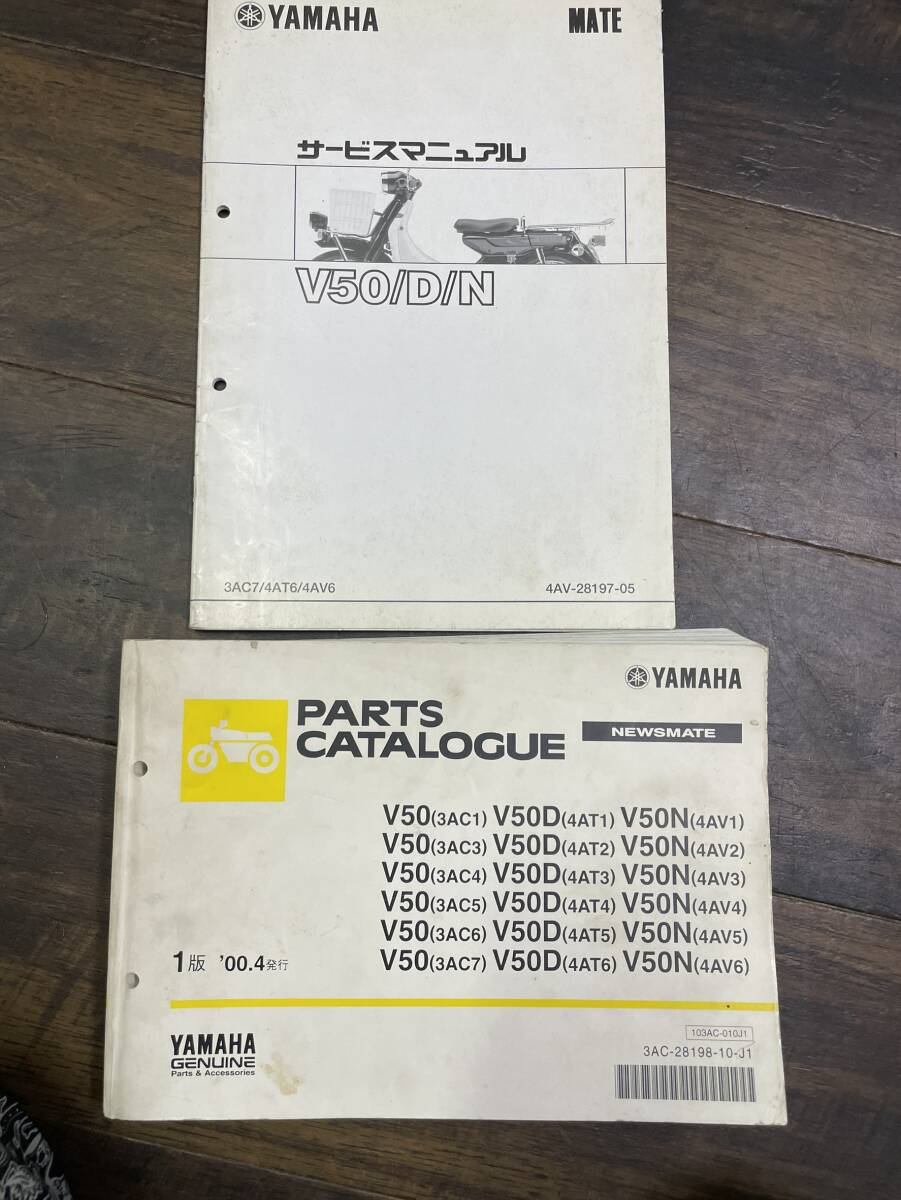 YAMAHA MATE
サービスマニュアル
V50/D/N
3AC7/4AT6/4AV6 4AV-28197-05
YAMAHA
PARTS
CATALOGUE
NEWSMATE
V50(3AC1) V50D(4AT1) V50N(4AV1)
V50(3AC3) V50D(4AT2) V50N(4AV2)
V50(3AC4) V50D(4AT3) V50N(4AV3)
V50(3AC5) V50D(4AT4) V50N(4AV4)
V50(3AC6) V50D(4AT5) V50N(4AV5)
V50(3AC7) V50D(4AT6) V50N(4AV6)
1版 '00.4発行
YAMAHA
GENUINE
Parts & Accessories
103AC-010J1
3AC-28198-10-J1